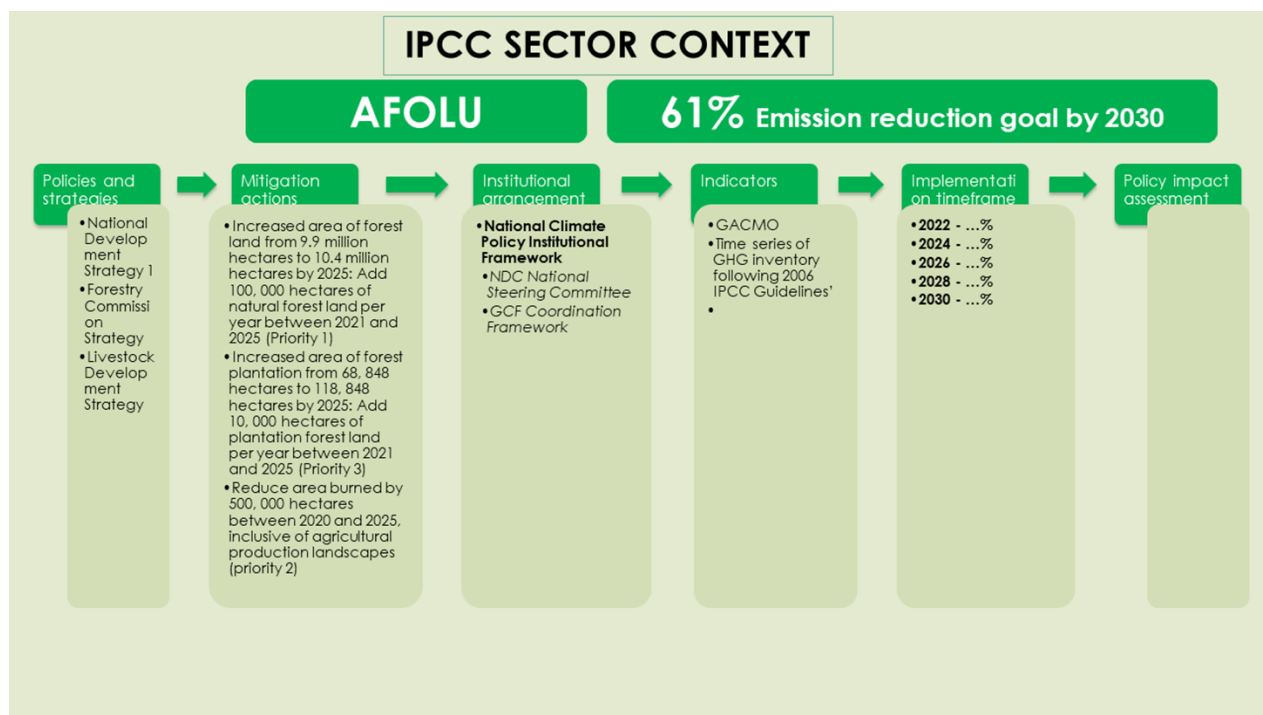 IPCC SECTOR CONTEXT
AFOLU
61% Emission reduction goal by 2030
Policies and
strategies
•National
Develop
ment
Strategy 1
•Forestry
Commissi
on
Strategy
•Livestock
Develop
ment
Strategy
Mitigation
actions
•Increased area of forest
land from 9.9 million
hectares to 10.4 million
hectares by 2025: Add
100, 000 hectares of
natural forest land per
year between 2021 and
2025 (Priority 1)
•Increased area of forest
plantation from 68, 848
hectares to 118, 848
hectares by 2025: Add
10, 000 hectares of
plantation forest land
per year between 2021
and 2025 (Priority 3)
•Reduce area burned by
500, 000 hectares
between 2020 and 2025,
inclusive of agricultural
production landscapes
(priority 2)
Institutional
arrangement
•National Climate
Policy Institutional
Framework
•NDC National
Steering Committee
•GCF Coordination
Framework
Indicators
•GACMO
•Time series of
GHG inventory
following 2006
IPCC Guidelines’
•
Implementati
on timeframe
•2022 - ...%
•2024 - ...%
•2026 - ...%
•2028 - ...%
•2030 - ...%
Policy impact
assessment